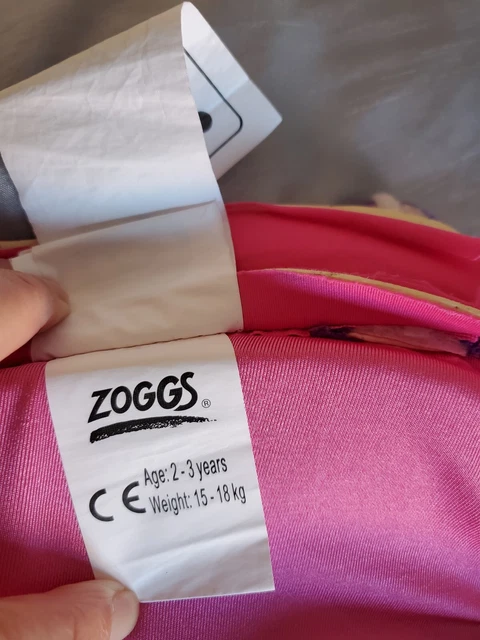 ZOGGS®
Age: 2 - 3 years
CE Weight: 15 - 18 kg